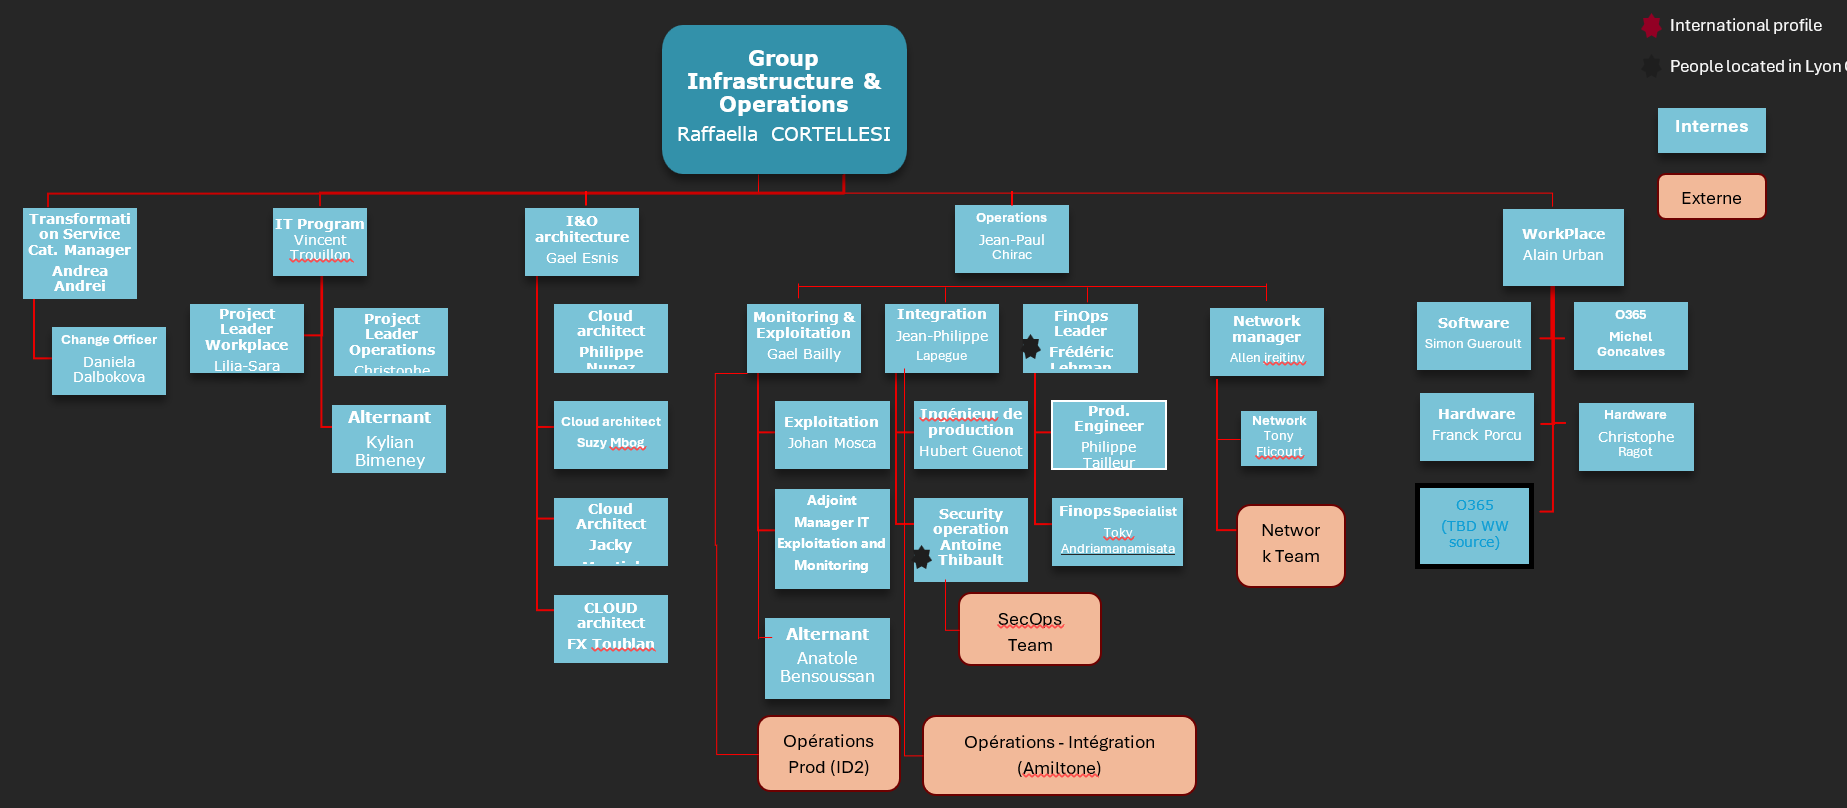 International profile
People located in Lyon
Group
Infrastructure &
Operations
Raffaella CORTELLESI
Internes
Externe
Transformati
on Service
Cat. Manager
Andrea
Andrei
Change Officer
Daniela
Dalbokova
IT Program
Vincent
Trouillon
Project
Leader
Workplace
Lilia-Sara
Project
Leader
Operations
Christophe
Alternant
Kylian
Bimeney
I&O
architecture
Gael Esnis
Cloud
architect
Philippe
Nunez
Cloud architect
Suzy Mbog
Cloud
Architect
Jacky
CLOUD
architect
FX Touhlan
Operations
Jean-Paul
Chirac
Monitoring &
Exploitation
Gael Bailly
Exploitation
Johan Mosca
Adjoint
Manager IT
Exploitation and
Monitoring
Alternant
Anatole
Bensoussan
Opérations
Prod (ID2)
Integration
Jean-Philippe
Lapegue
Ingénieur de
production
Hubert Guenot
Security
operation
Antoine
Thibault
SecOps
Team
Opérations - Intégration
(Amiltone)
FinOps
Leader
Frédéric
Lehman
Prod.
Engineer
Philippe
Tailleur
Finops Specialist
Toky
Andriamanamisata
Network
manager
Allen ireitinv
Network
Tony
Flicourt
Networ
k Team
WorkPlace
Alain Urban
Software
Simon Gueroult
O365
Michel
Goncalves
Hardware
Franck Porcu
Hardware
Christophe
Ragot
O365
(TBD WW
source)